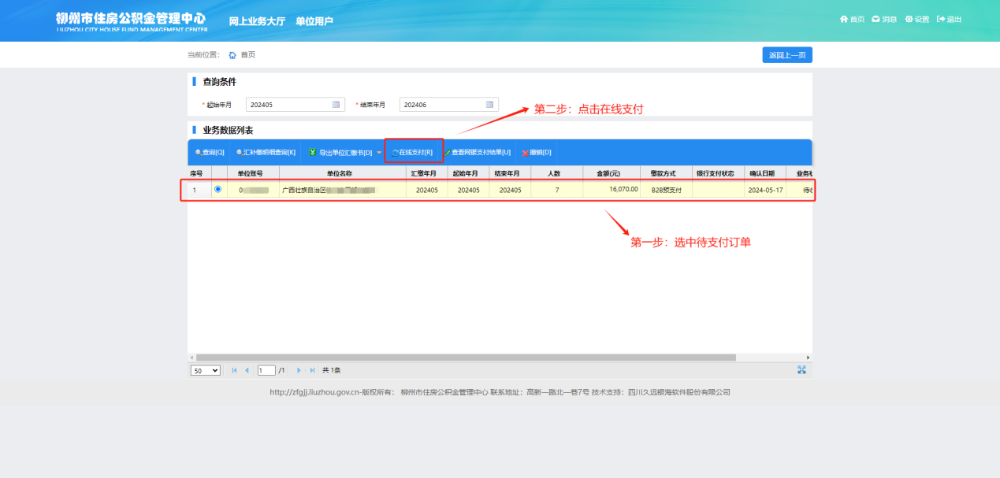 柳州市住房公积金管理中心 网上业务大厅 单位用户 首页 消息 设置 退出
LIUZHOU CITY HOUSE FUND MANAGEMENT CENTER
当前位置： 首页 返回上一页
查询条件
* 起始年月 202405 * 结束年月 202406
第二步：点击在线支付
业务数据列表
查询[Q] 汇补缴明细查询[K] 导出单位汇缴书[D] 在线支付[R] 查看网银支付结果[U] 撤销[D]
序号 单位账号 单位名称 汇缴年月 起始年月 结束年月 人数 金额(元) 缴款方式 银行支付状态 确认日期
1 0 广西壮族自治区 202405 202405 202405 7 16,070.00 B2B预支付 2024-05-17
第一步：选中待支付订单
50 1 /1 共 1条
http://zfgjj.liuzhou.gov.cn-版权所有： 柳州市住房公积金管理中心 联系地址：高新一路北一巷7号 技术支持：四川久远银海软件股份有限公司